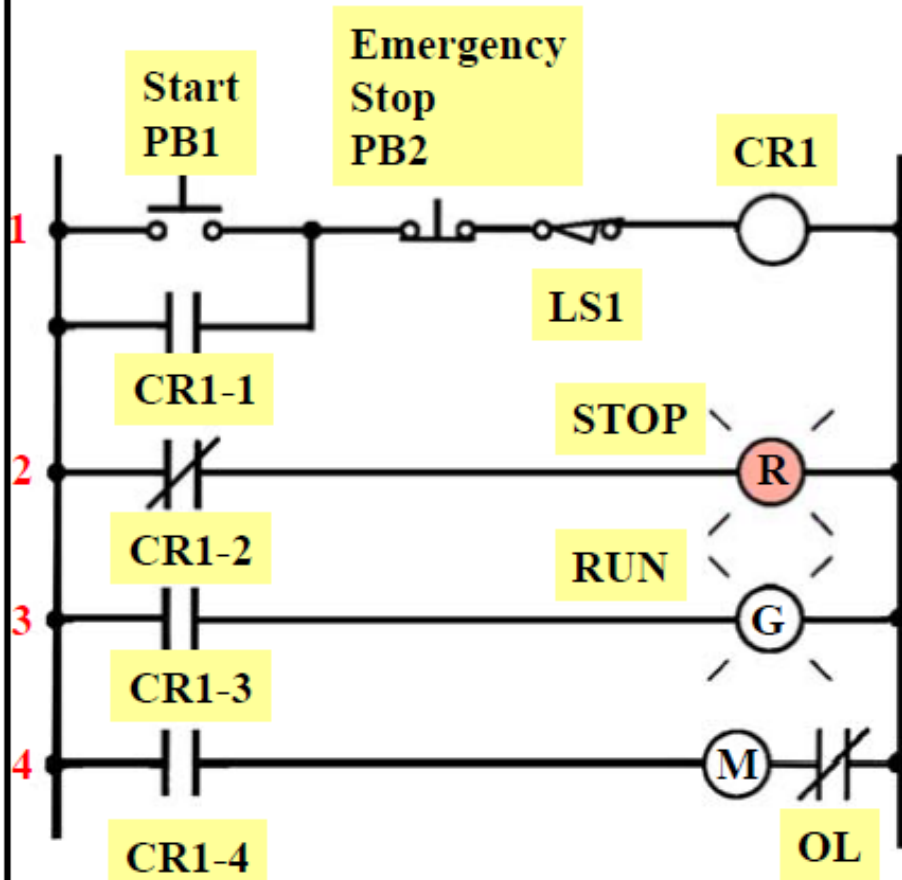 Emergency
Stop
PB2
Start
PB1
CR1
1
LS1
CR1-1
STOP
2
R
CR1-2
RUN
3
G
CR1-3
4
M
CR1-4
OL